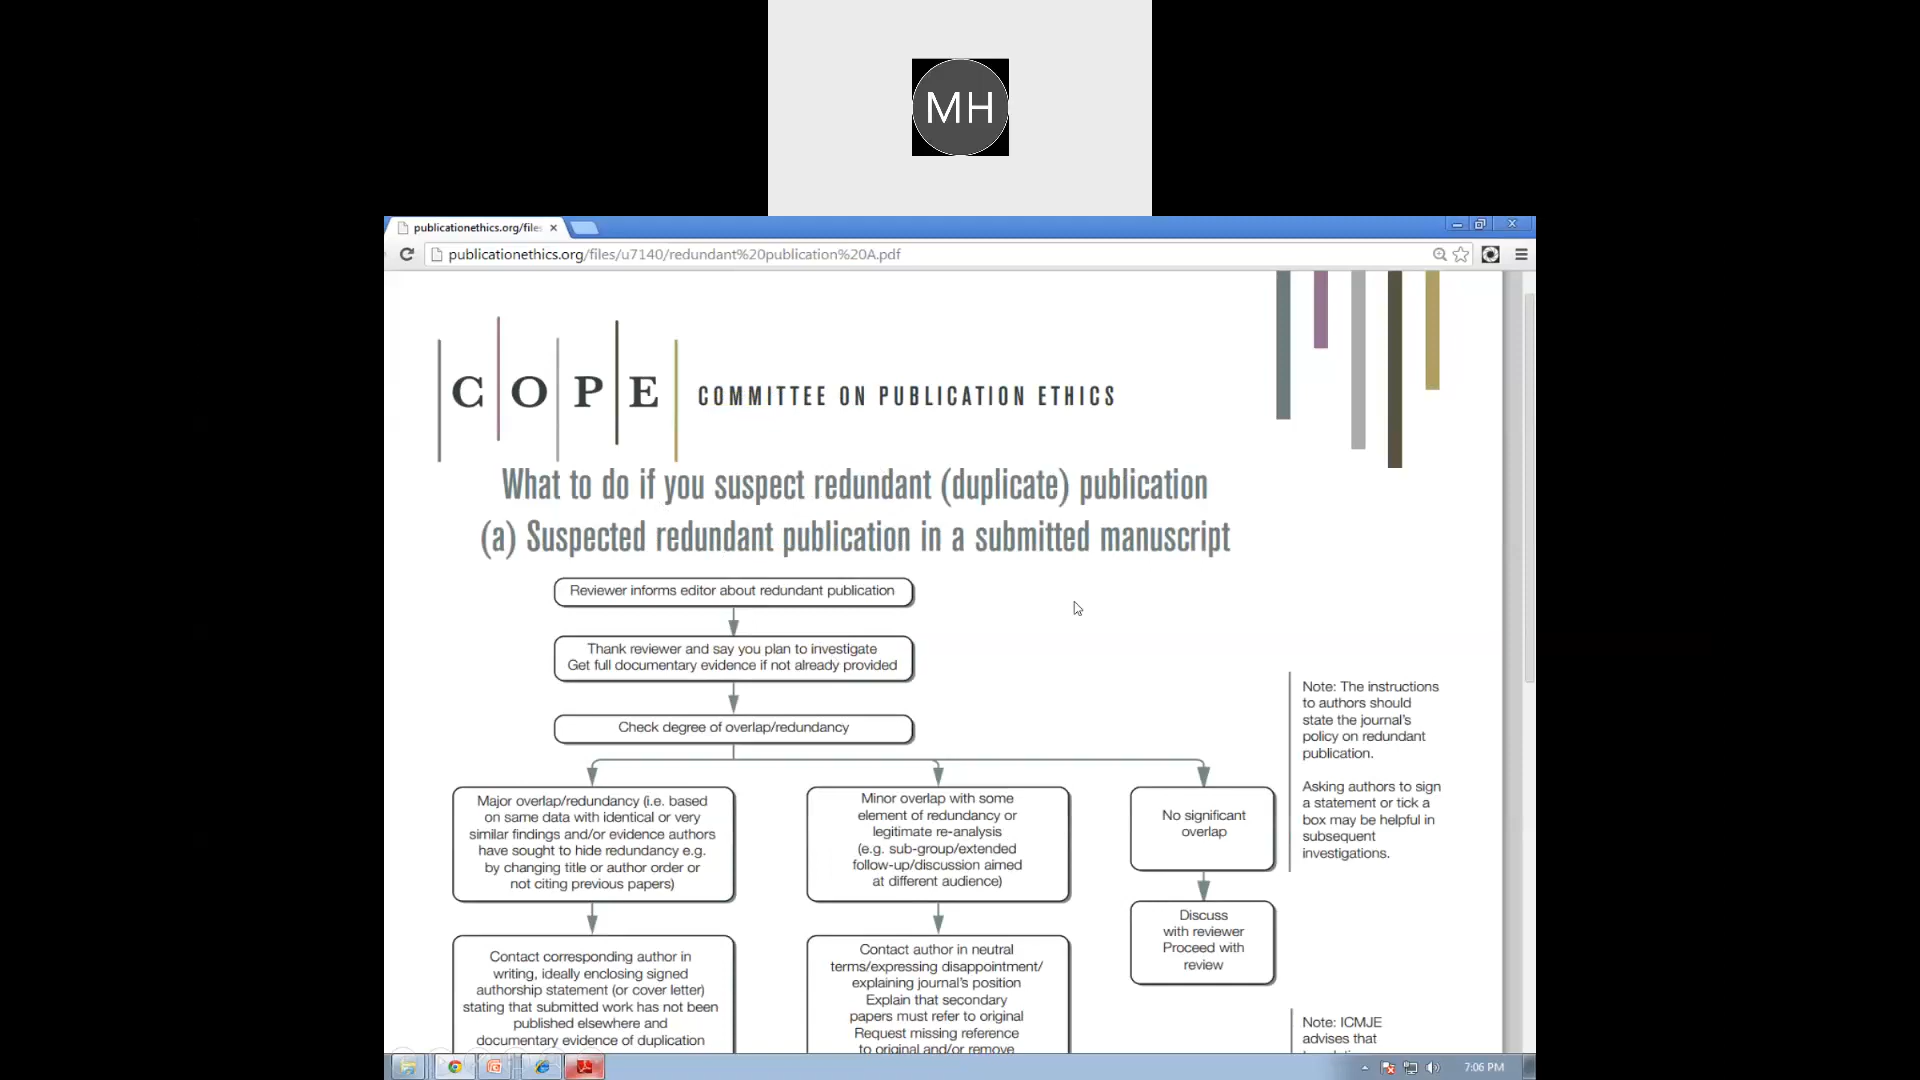 MH
publicationethics.org/file
publicationethics.org/files/u7140/redundant%20publication%20A.pdf
C O P E COMMITTEE ON PUBLICATION ETHICS
What to do if you suspect redundant (duplicate) publication
(a) Suspected redundant publication in a submitted manuscript
Reviewer informs editor about redundant publication
Thank reviewer and say you plan to investigate
Get full documentary evidence if not already provided
Check degree of overlap/redundancy
Major overlap/redundancy (i.e. based
on same data with identical or very
similar findings and/or evidence authors
have sought to hide redundancy e.g.
by changing title or author order or
not citing previous papers)
Minor overlap with some
element of redundancy or
legitimate re-analysis
(e.g. sub-group/extended
follow-up/discussion aimed
at different audience)
No significant
overlap
Note: The instructions
to authors should
state the journal's
policy on redundant
publication.
Asking authors to sign
a statement or tick a
box may be helpful in
subsequent
investigations.
Contact corresponding author in
writing, ideally enclosing signed
authorship statement (or cover letter)
stating that submitted work has not been
published elsewhere and
documentary evidence of duplication
Contact author in neutral
terms/expressing disappointment/
explaining journal's position
Explain that secondary
papers must refer to original
Request missing reference
to original and/or remove
Discuss
with reviewer
Proceed with
review
Note: ICMJE
advises that
7:06 PM